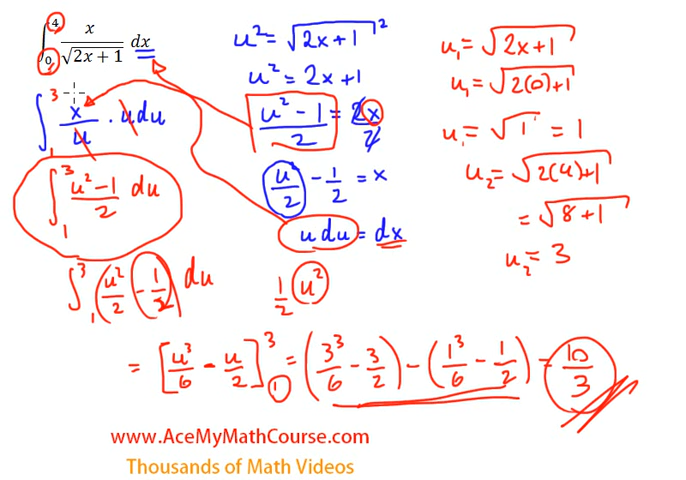 ∫₀⁴ x/√(2x + 1) dx
∫₁³ x/u · u du
∫₁³ (u² − 1)/2 du
∫₁³ (u²/2 − 1/2) du
u² = √(2x + 1)²
u² = 2x + 1
(u² − 1)/2 = 2x/2
u²/2 − 1/2 = x
u du = dx
1/2 u²
u₁ = √(2x + 1)
u₁ = √(2(0) + 1)
u₁ = √1 = 1
u₂ = √(2(4) + 1)
= √(8 + 1)
u₂ = 3
= [u³/6 − u/2]₁³ = (3³/6 − 3/2) − (1³/6 − 1/2) = 10/3
www.AceMyMathCourse.com
Thousands of Math Videos